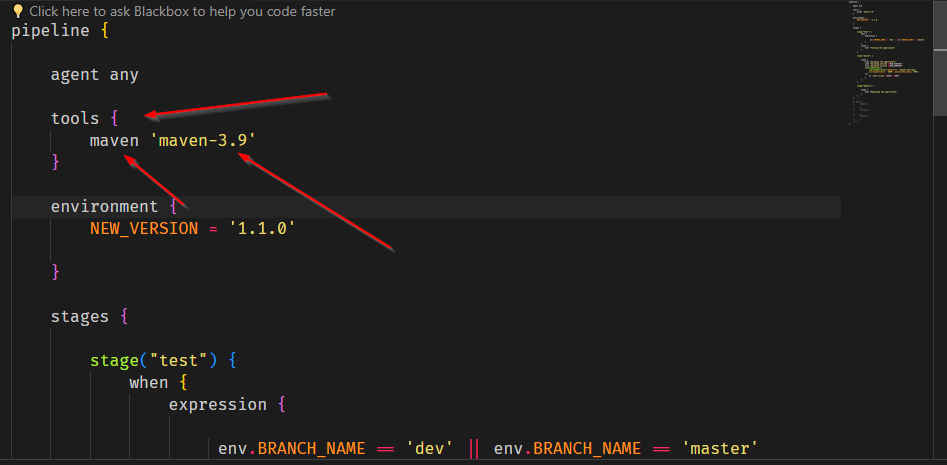 Click here to ask Blackbox to help you code faster
pipeline {
agent any
tools {
maven 'maven-3.9'
}
environment {
NEW_VERSION = '1.1.0'
}
stages {
stage("test") {
when {
expression {
env.BRANCH_NAME == 'dev' || env.BRANCH_NAME == 'master'